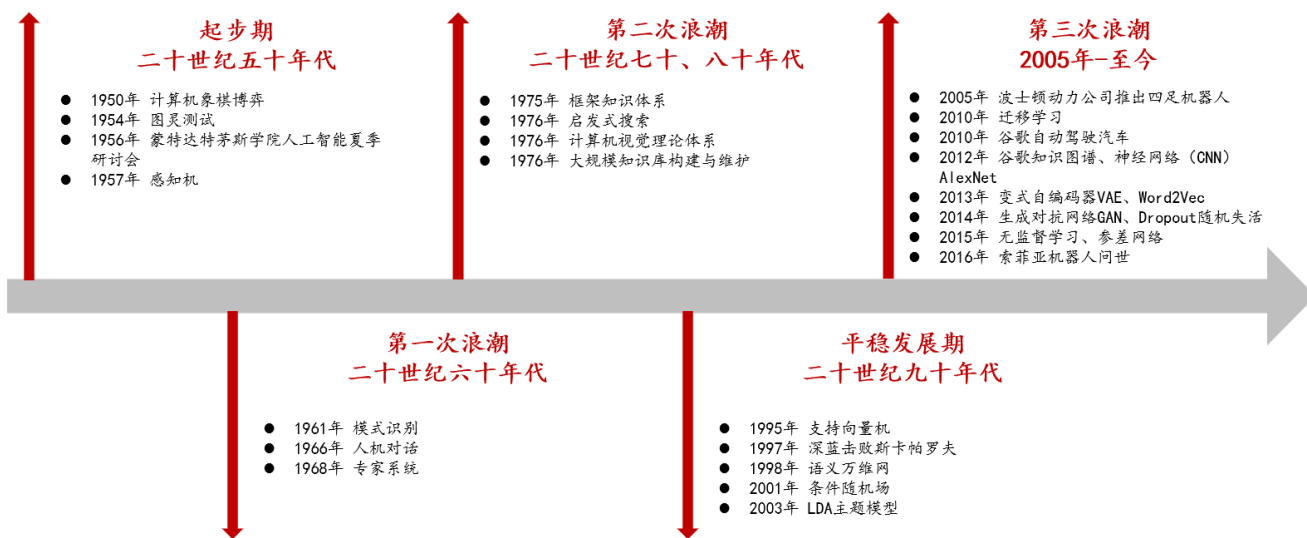 起步期
二十世纪五十年代
● 1950年 计算机象棋博弈
● 1954年 图灵测试
● 1956年 蒙特达特茅斯学院人工智能夏季
研讨会
● 1957年 感知机
第一次浪潮
二十世纪六十年代
● 1961年 模式识别
● 1966年 人机对话
● 1968年 专家系统
第二次浪潮
二十世纪七十、八十年代
● 1975年 框架知识体系
● 1976年 启发式搜索
● 1976年 计算机视觉理论体系
● 1976年 大规模知识库构建与维护
平稳发展期
二十世纪九十年代
● 1995年 支持向量机
● 1997年 深蓝击败斯卡帕罗夫
● 1998年 语义万维网
● 2001年 条件随机场
● 2003年 LDA主题模型
第三次浪潮
2005年-至今
● 2005年 波士顿动力公司推出四足机器人
● 2010年 迁移学习
● 2010年 谷歌自动驾驶汽车
● 2012年 谷歌知识图谱、神经网络（CNN）
AlexNet
● 2013年 变式自编码器VAE、Word2Vec
● 2014年 生成对抗网络GAN、Dropout随机失活
● 2015年 无监督学习、参差网络
● 2016年 索菲亚机器人问世